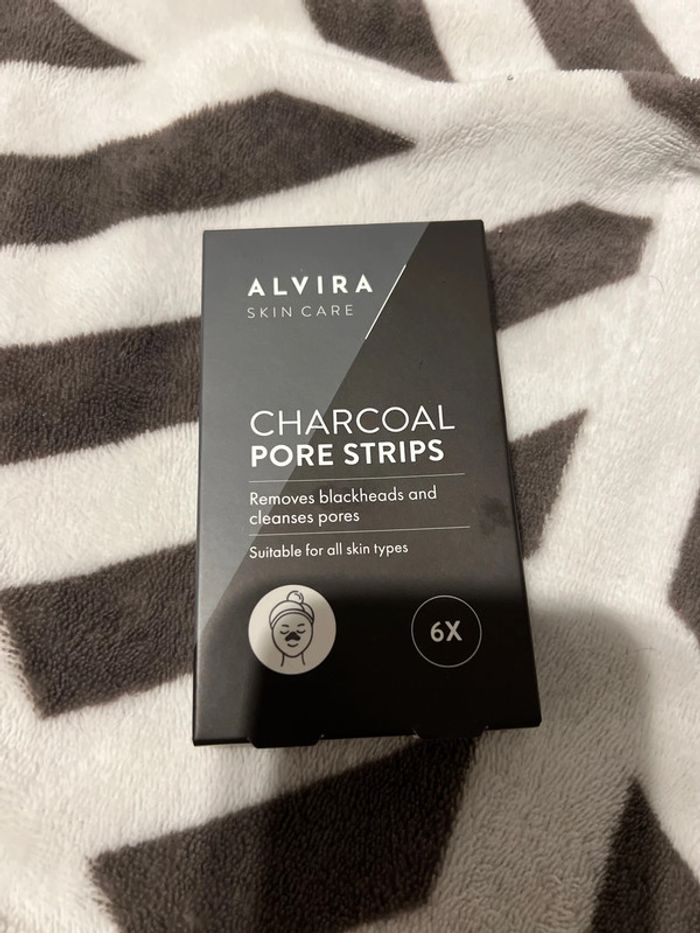 ALVIRA
SKIN CARE
CHARCOAL
PORE STRIPS
Removes blackheads and
cleanses pores
Suitable for all skin types
6X